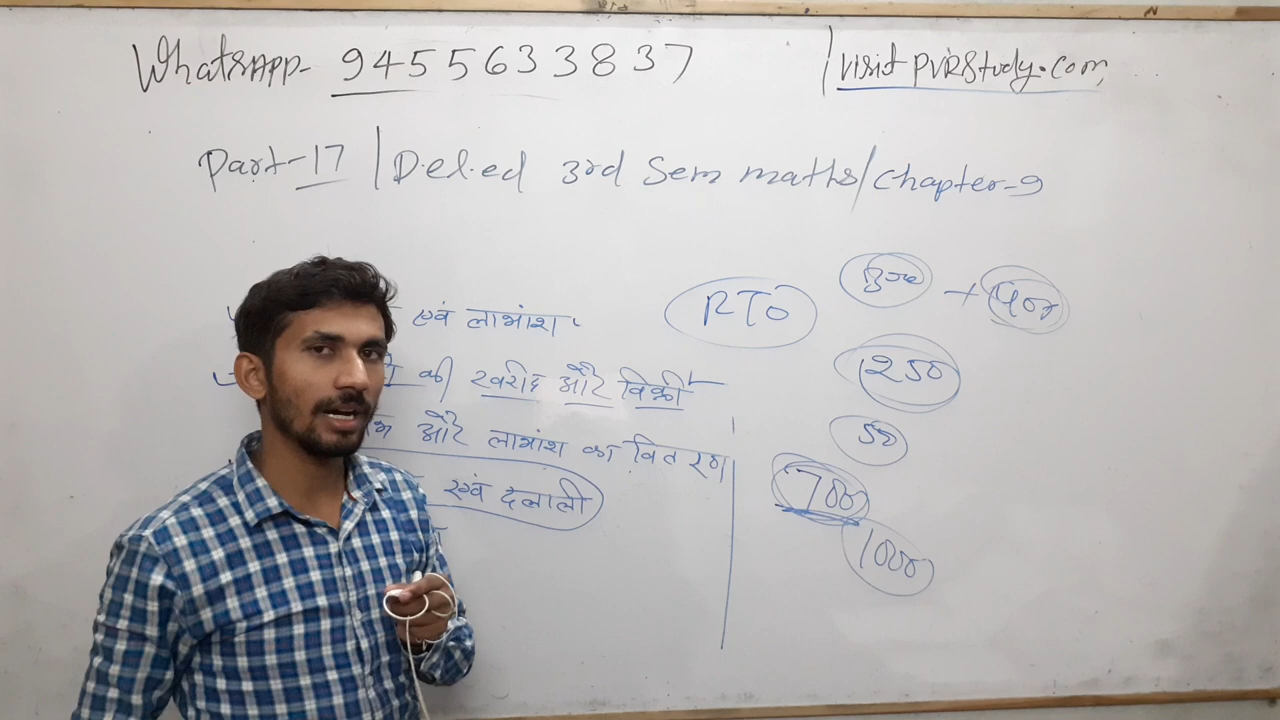 WhatsApp- 9455633837 | visit PVRStudy.com
Part-17 | D.el.ed 3rd Sem maths / Chapter-9
एवं लाभांश
की खरीद और बिक्री
और लाभांश का वितरण
एवं दलाली
RTO
+ 400
250
50
700
1000